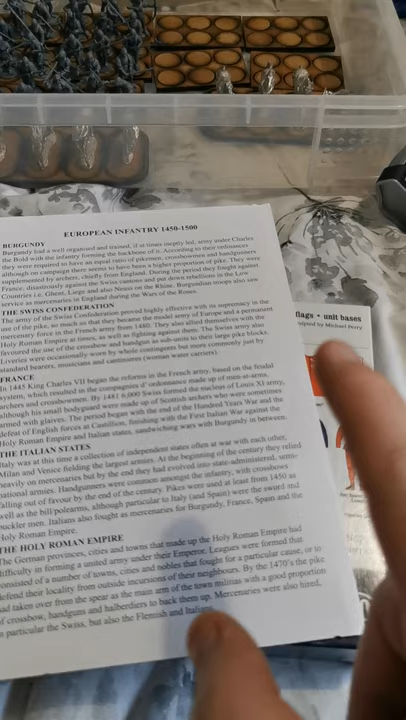 EUROPEAN INFANTRY 1450-1500
BURGUNDY
Burgundy had a well organised and trained, if at times ineptly led, army under Charles
the Bold with the infantry forming the backbone of it. According to their ordinances
they were required to have an equal ratio of pikemen, crossbowmen and handgunners
although on campaign there seems to have been a higher proportion of pike. They were
supplemented by archers, chiefly from England. During the period they fought against
France, disastrously against the Swiss cantons and put down rebellions in the Low
Countries i.e. Ghent, Liege and also Neuss on the Rhine. Burgundian troops also saw
service as mercenaries in England during the Wars of the Roses.
THE SWISS CONFEDERATION
The army of the Swiss Confederation proved highly effective with its supremacy in the
use of the pike, so much so that they became the model army of Europe and a permanent
mercenary force in the French army from 1480. They also allied themselves with the
Holy Roman Empire at times, as well as fighting against them. The Swiss army also
favoured the use of the crossbow and handgun as sub-units to their large pike blocks.
Liveries were occasionally worn by whole contingents but more commonly just by
standard bearers, musicians and cantinieres (woman water carriers).
FRANCE
In 1445 King Charles VII began the reforms in the French army, based on the feudal
system, which resulted in the compagnies d' ordonnance made up of men-at-arms,
archers and crossbowmen. By 1481 6,000 Swiss formed the nucleus of Louis XI army,
although his small bodyguard were made up of Scottish archers who were sometimes
armed with glaives. The period began with the end of the Hundred Years War and the
defeat of English forces at Castillion, finishing with the First Italian War against the
Holy Roman Empire and Italian states, sandwiching wars with Burgundy in between.
THE ITALIAN STATES
Italy was at this time a collection of independent states often at war with each other,
Milan and Venice fielding the largest armies. At the beginning of the century they relied
heavily on mercenaries but by the end they had evolved into state-administered, semi-
national armies. Handgunners were common amongst the infantry, with crossbows
falling out of favour by the end of the century. Pikes were used at least from 1450 as
well as the bill polearms, although particular to Italy (and Spain) were the sword and
buckler men. Italians also fought as mercenaries for Burgundy, France, Spain and the
Holy Roman Empire.
THE HOLY ROMAN EMPIRE
The German provinces, cities and towns that made up the Holy Roman Empire had
difficulty in forming a united army under their Emperor. Leagues were formed that
consisted of a number of towns, cities and nobles that fought for a particular cause, or to
defend their locality from outside incursions of their neighbours. By the 1470's the pike
had taken over from the spear as the main arm of the town militias with a good proportion
of crossbow, handguns and halberdiers to back them up. Mercenaries were also hired,
in particular the Swiss, but also the Flemish and Italians.
flags • unit bases
by Michael Perry